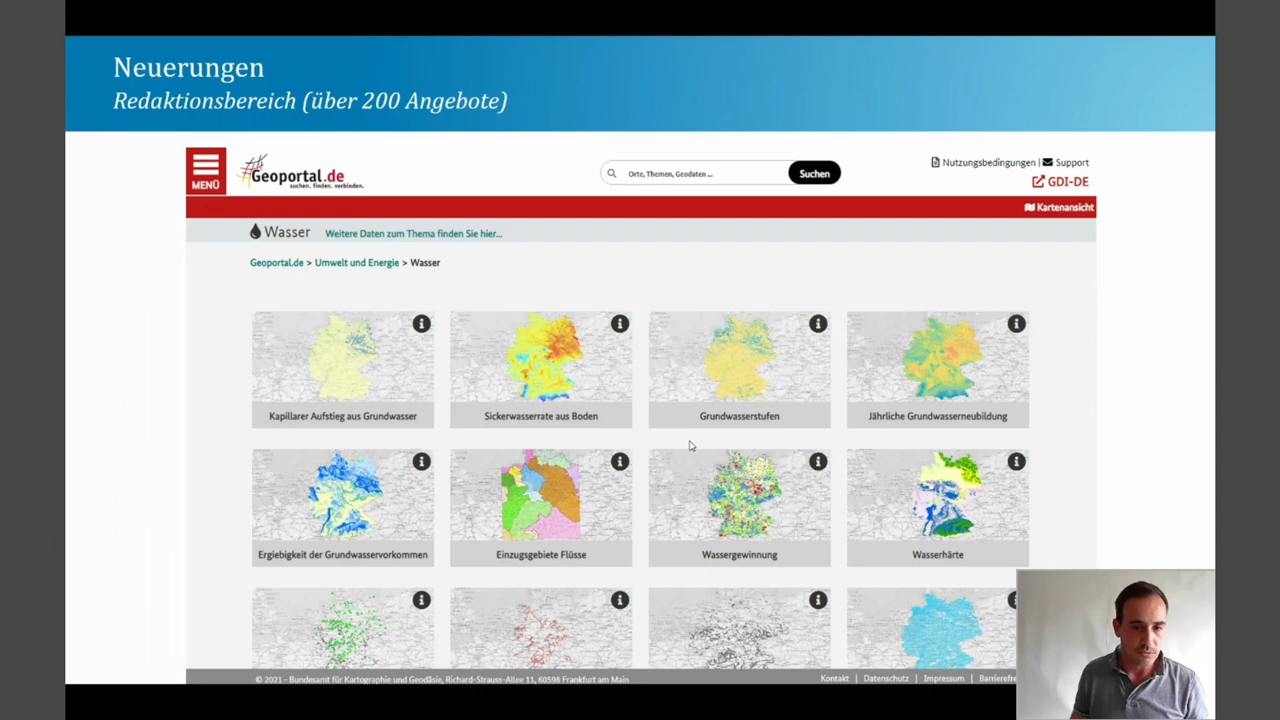 Neuerungen
Redaktionsbereich (über 200 Angebote)
MENÜ
Geoportal.de
suchen. finden. verbinden.
Orte, Themen, Geodaten ...
Suchen
Nutzungsbedingungen | Support
GDI-DE
Kartenansicht
Wasser Weitere Daten zum Thema finden Sie hier...
Geoportal.de > Umwelt und Energie > Wasser
Kapillarer Aufstieg aus Grundwasser
Sickerwasserrate aus Boden
Grundwasserstufen
Jährliche Grundwasserneubildung
Ergiebigkeit der Grundwasservorkommen
Einzugsgebiete Flüsse
Wassergewinnung
Wasserhärte
© 2021 - Bundesamt für Kartographie und Geodäsie, Richard-Strauss-Allee 11, 60598 Frankfurt am Main
Kontakt | Datenschutz | Impressum | Barrierefre